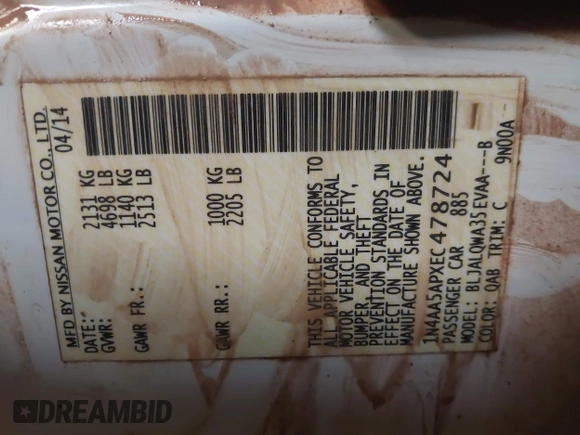 MFD BY NISSAN MOTOR CO., LTD.
DATE: 04/14
GVWR: 2131 KG
4698 LB
GAWR FR.: 1140 KG
2513 LB
GAWR RR.: 1000 KG
2205 LB
THIS VEHICLE CONFORMS TO
ALL APPLICABLE FEDERAL
MOTOR VEHICLE SAFETY,
BUMPER, AND THEFT
PREVENTION STANDARDS IN
EFFECT ON THE DATE OF
MANUFACTURE SHOWN ABOVE.
1N4AA5APXEC478724
PASSENGER CAR 885
MODEL: BLJALQWA35EVAA---B
COLOR: QAB TRIM: C 9N00A
DREAMBID